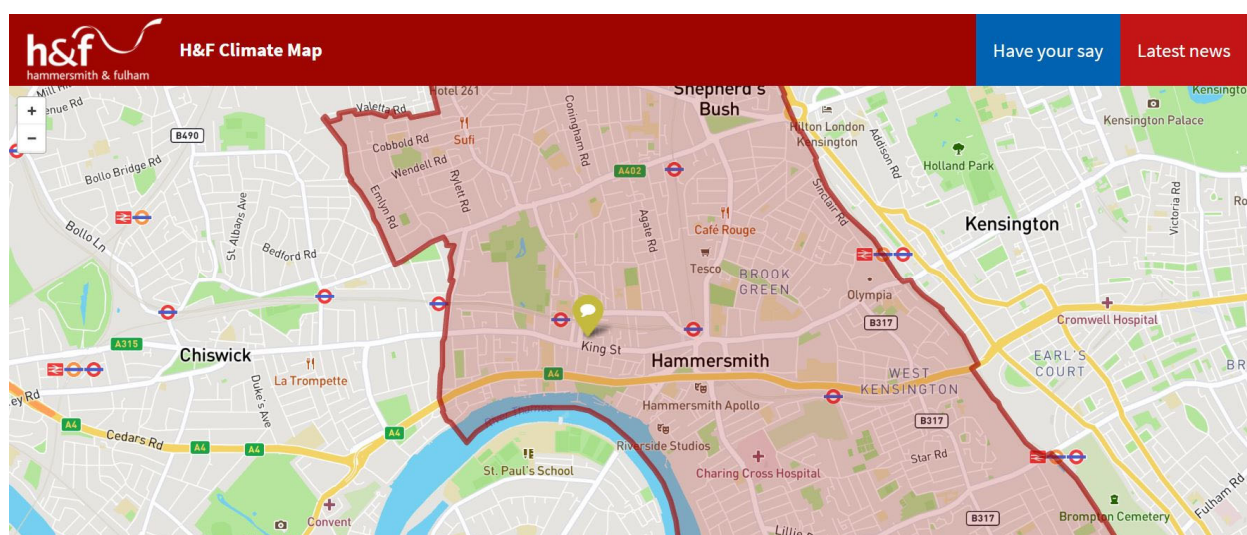 h&f
hammersmith & fulham
H&F Climate Map
Have your say
Latest news
+
−
Hotel 261
Shepherd's
Bush
Kensington Palace
Valetta Rd
B490
Cobbold Rd
Sufi
Coningham Rd
Hilton London
Kensington
Addison Rd
Holland Park
Bollo Bridge Rd
Wendell Rd
Rylett Rd
A402
Sinclair Rd
Victoria Rd
Emlyn Rd
Agate Rd
Café Rouge
Kensington
Bollo Ln
St. Albans Ave
Bedford Rd
Tesco
BROOK
GREEN
Olympia
B317
Cromwell Hospital
A315
Chiswick
King St
Hammersmith
EARL'S
COURT
La Trompette
A4
WEST
KENSINGTON
Duke's Ave
Hammersmith Apollo
River Thames
B317
A4
Cedars Rd
A4
A4
A4
Riverside Studios
Star Rd
St. Paul's School
Charing Cross Hospital
Fulham Rd
Convent
B317
Brompton Cemetery